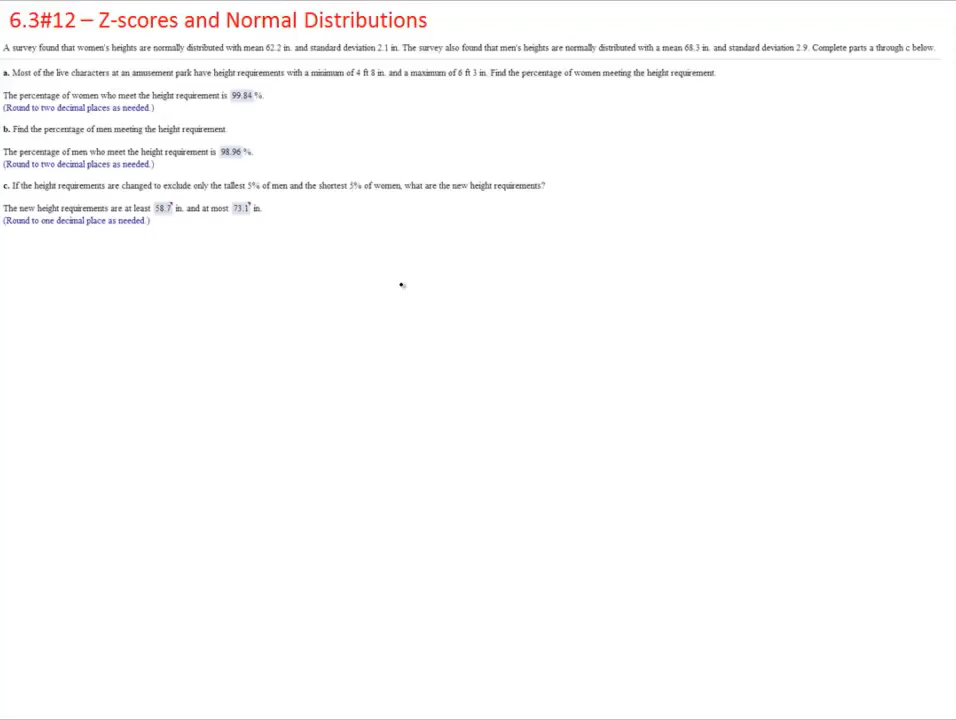 6.3#12 – Z-scores and Normal Distributions
A survey found that women's heights are normally distributed with mean 62.2 in. and standard deviation 2.1 in. The survey also found that men's heights are normally distributed with a mean 68.3 in. and standard deviation 2.9. Complete parts a through c below.
a. Most of the live characters at an amusement park have height requirements with a minimum of 4 ft 8 in. and a maximum of 6 ft 3 in. Find the percentage of women meeting the height requirement.
The percentage of women who meet the height requirement is 99.84 %.
(Round to two decimal places as needed.)
b. Find the percentage of men meeting the height requirement.
The percentage of men who meet the height requirement is 98.96 %.
(Round to two decimal places as needed.)
c. If the height requirements are changed to exclude only the tallest 5% of men and the shortest 5% of women, what are the new height requirements?
The new height requirements are at least 58.7 in. and at most 73.1 in.
(Round to one decimal place as needed.)